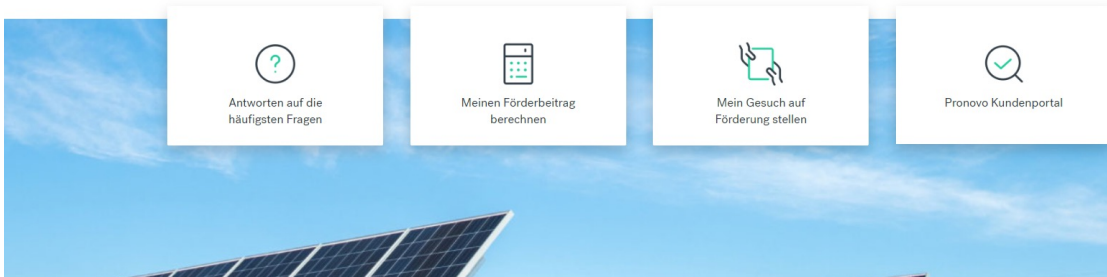 Antworten auf die
häufigsten Fragen
Meinen Förderbeitrag
berechnen
Mein Gesuch auf
Förderung stellen
Pronovo Kundenportal